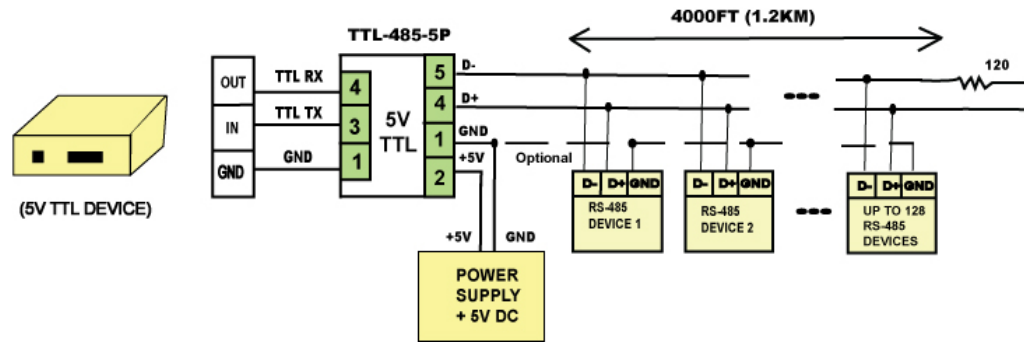 4000FT (1.2KM)
TTL-485-5P
OUT
TTL RX
4
5
D-
120
IN
TTL TX
3
5V
TTL
4
D+
GND
GND
1
1
GND
Optional
2
+5V
(5V TTL DEVICE)
+5V
GND
POWER
SUPPLY
+ 5V DC
D- D+ GND
RS-485
DEVICE 1
D- D+ GND
RS-485
DEVICE 2
D- D+ GND
UP TO 128
RS-485
DEVICES